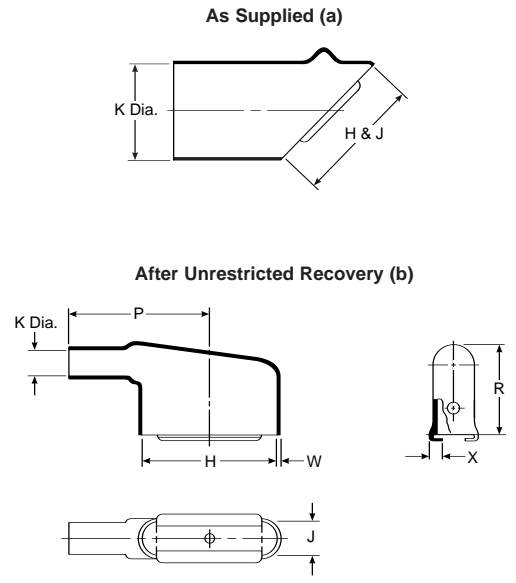 As Supplied (a)
K Dia.
H & J
After Unrestricted Recovery (b)
K Dia.
P
R
H
W
X
J